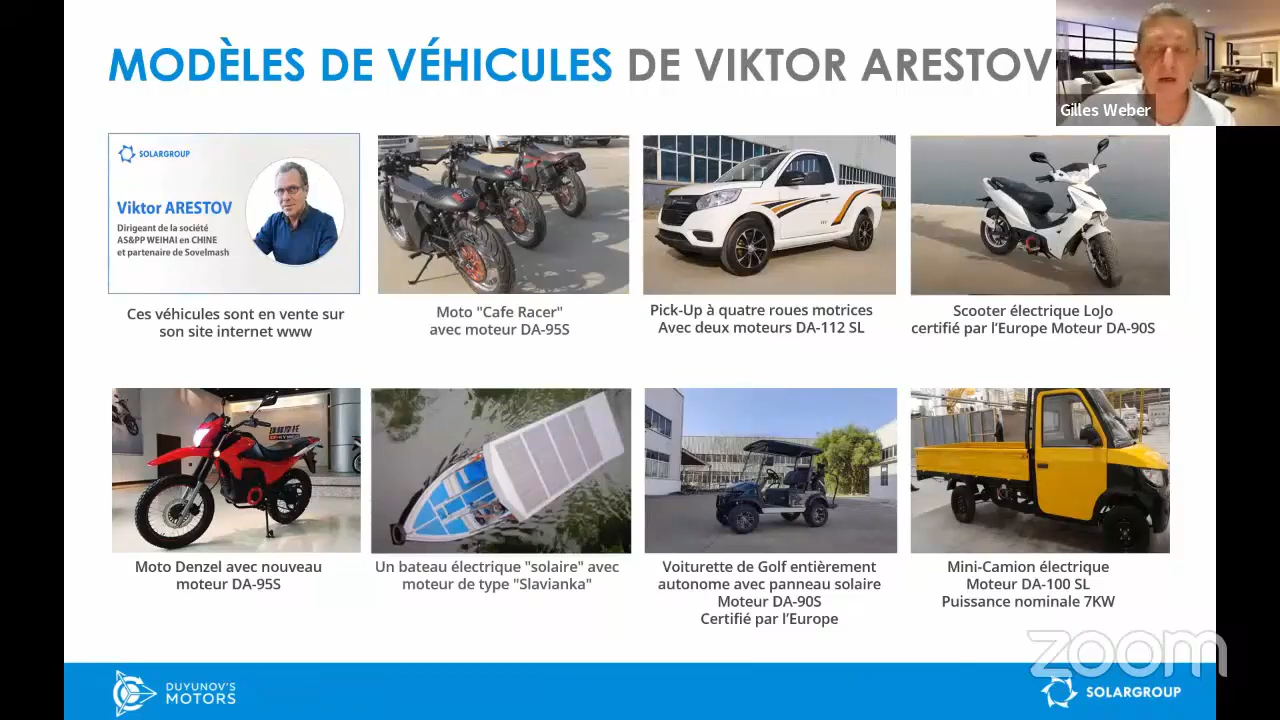 MODÈLES DE VÉHICULES DE VIKTOR ARESTOV
Gilles Weber
SOLARGROUP
Viktor ARESTOV
Dirigeant de la société
AS&PP WEIHAI en CHINE
et partenaire de Sovelmash
Ces véhicules sont en vente sur
son site internet www
Moto "Cafe Racer"
avec moteur DA-95S
Pick-Up à quatre roues motrices
Avec deux moteurs DA-112 SL
Scooter électrique LoJo
certifié par l’Europe Moteur DA-90S
Moto Denzel avec nouveau
moteur DA-95S
Un bateau électrique "solaire" avec
moteur de type "Slavianka"
Voiturette de Golf entièrement
autonome avec panneau solaire
Moteur DA-90S
Certifié par l’Europe
Mini-Camion électrique
Moteur DA-100 SL
Puissance nominale 7KW
zoom
DUYUNOV'S
MOTORS
SOLARGROUP